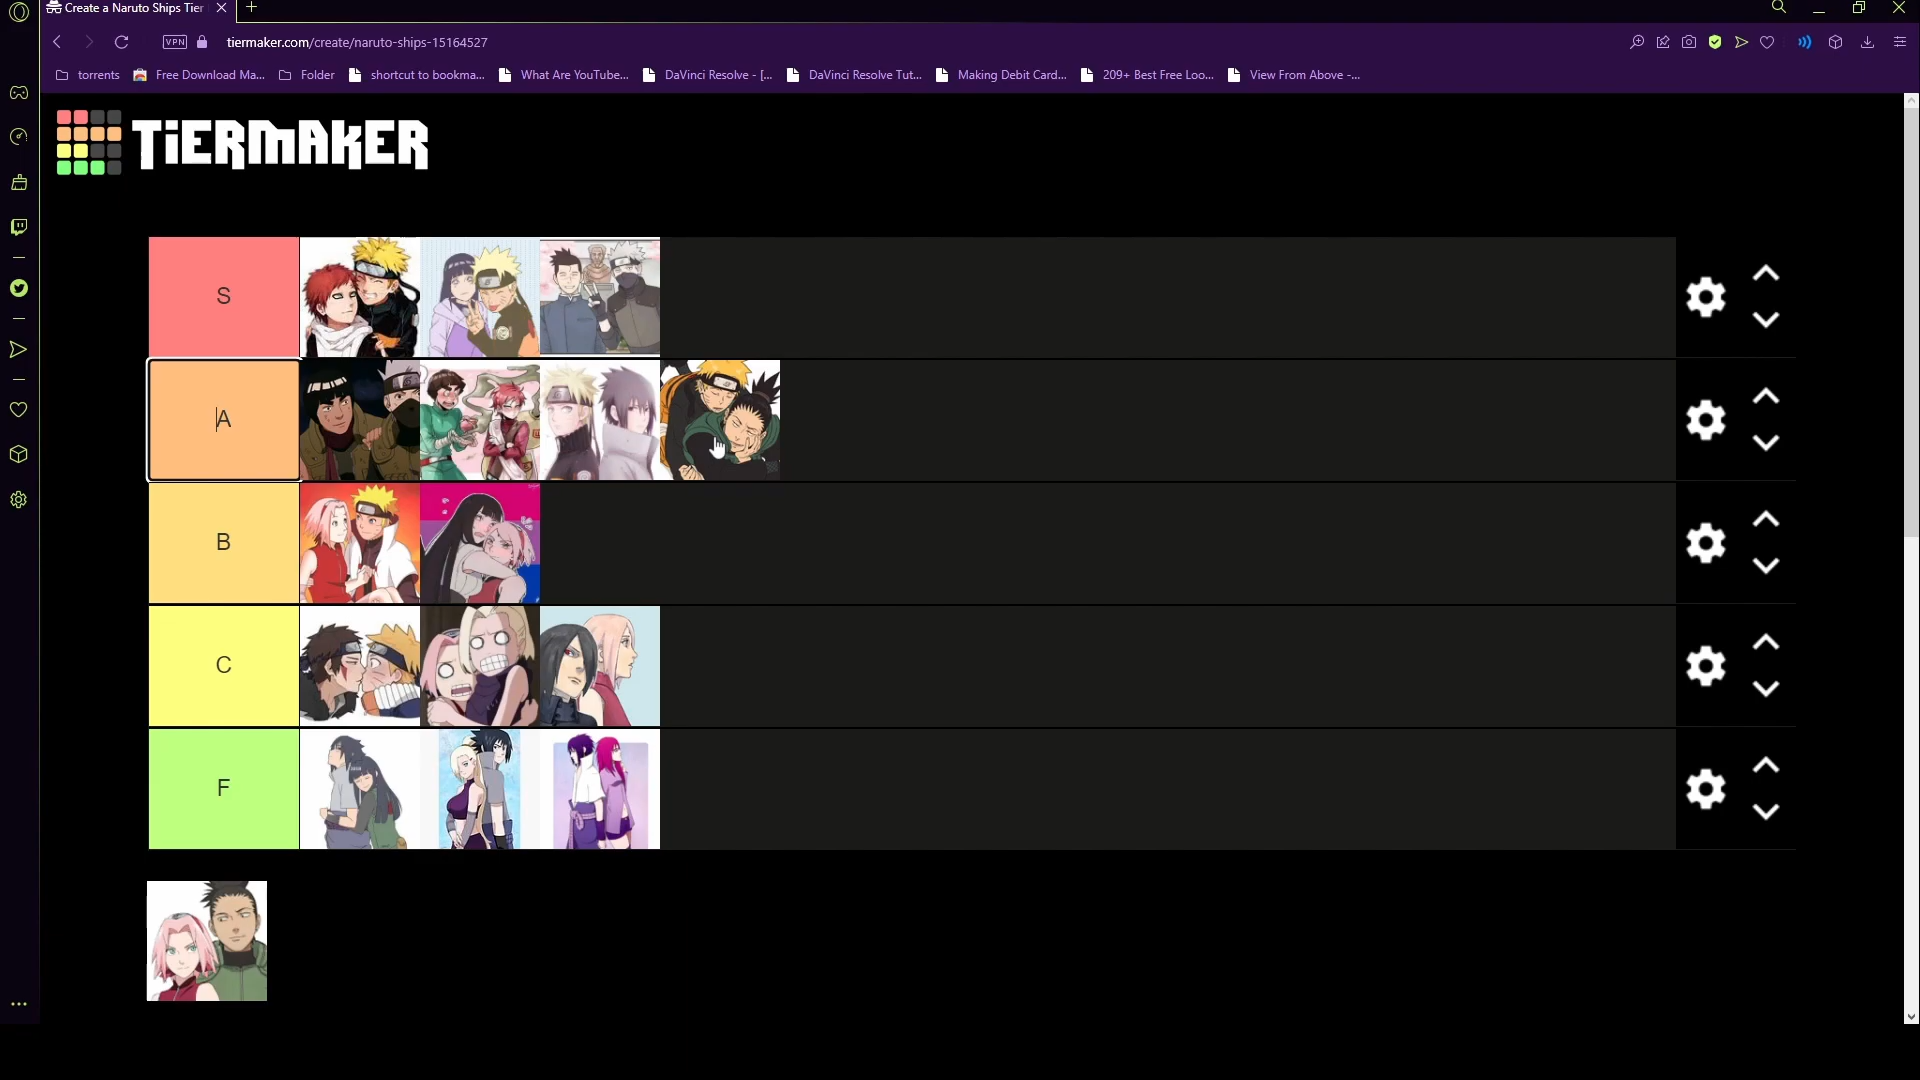 Create a Naruto Ships Tier
VPN
tiermaker.com/create/naruto-ships-15164527
torrents
Free Download Ma...
Folder
shortcut to bookma...
What Are YouTube...
DaVinci Resolve - [...
DaVinci Resolve Tut...
Making Debit Card...
209+ Best Free Loo...
View From Above -...
TiERMAKER
S
A
B
C
F